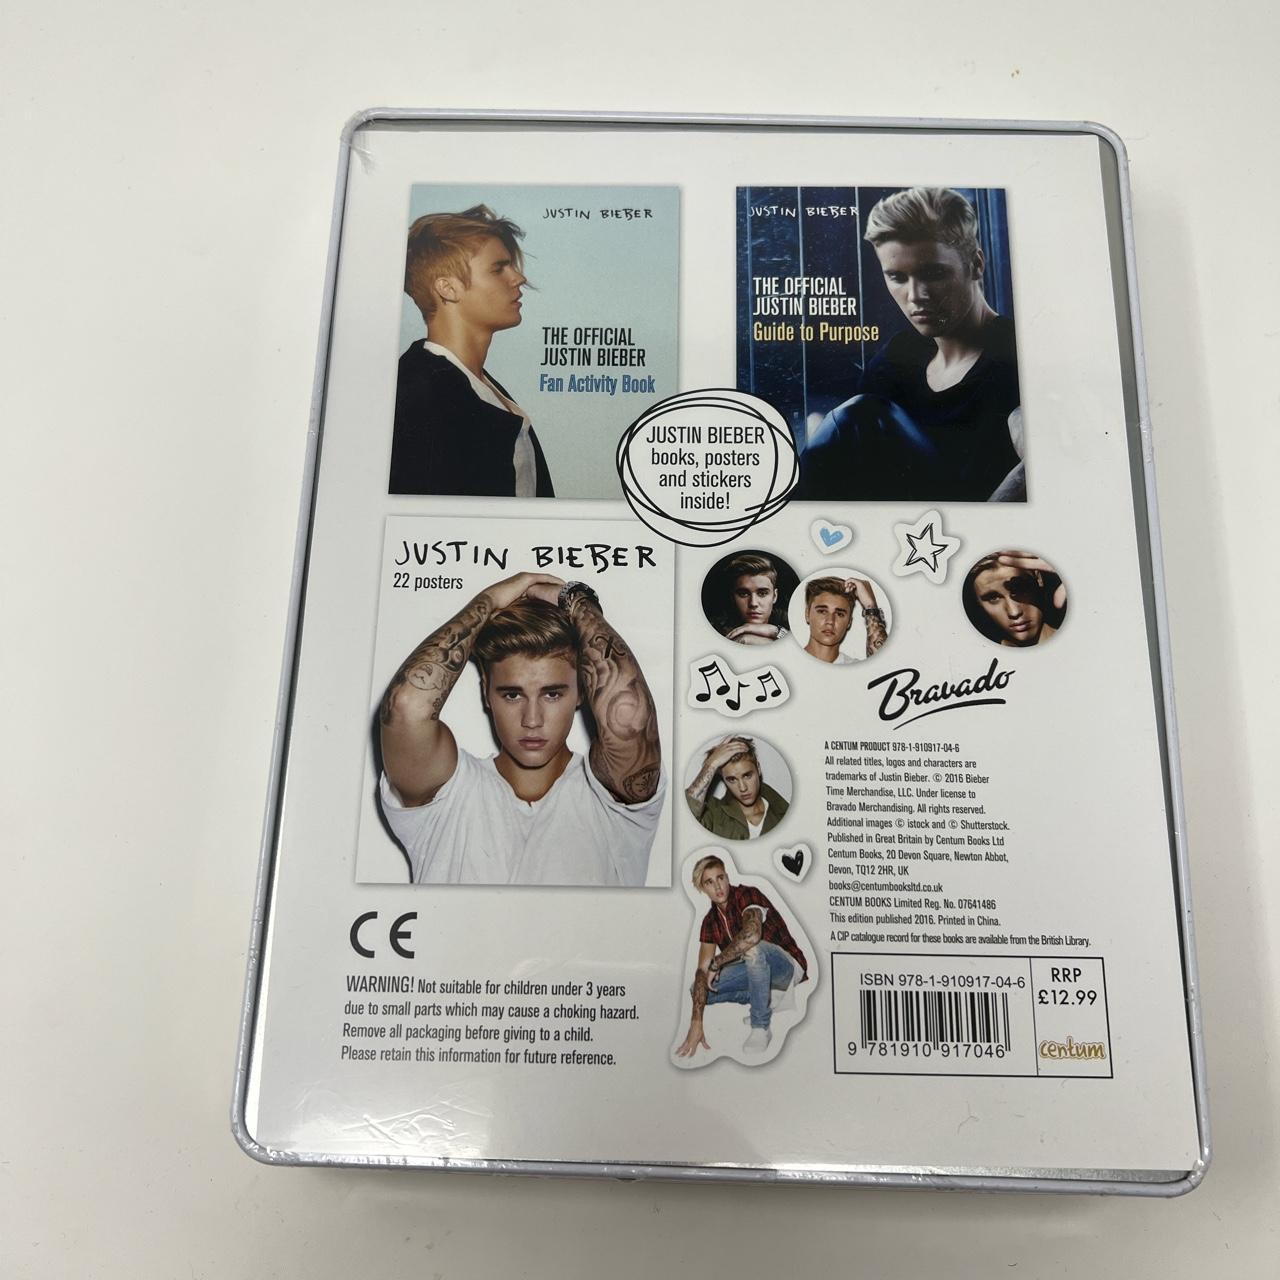 JUSTIN BIEBER
THE OFFICIAL
JUSTIN BIEBER
Fan Activity Book
JUSTIN BIEBER
THE OFFICIAL
JUSTIN BIEBER
Guide to Purpose
JUSTIN BIEBER
books, posters
and stickers
inside!
JUSTIN BIEBER
22 posters
Bravado
A CENTUM PRODUCT 978-1-910917-04-6
All related titles, logos and characters are
trademarks of Justin Bieber. © 2016 Bieber
Time Merchandise, LLC. Under license to
Bravado Merchandising. All rights reserved.
Additional images © istock and © Shutterstock.
Published in Great Britain by Centum Books Ltd
Centum Books, 20 Devon Square, Newton Abbot,
Devon, TQ12 2HR, UK
books@centumbooksltd.co.uk
CENTUM BOOKS Limited Reg. No. 07641486
This edition published 2016. Printed in China.
A CIP catalogue record for these books are available from the British Library.
CE
WARNING! Not suitable for children under 3 years
due to small parts which may cause a choking hazard.
Remove all packaging before giving to a child.
Please retain this information for future reference.
ISBN 978-1-910917-04-6
9 781910 917046
RRP
£12.99
centum